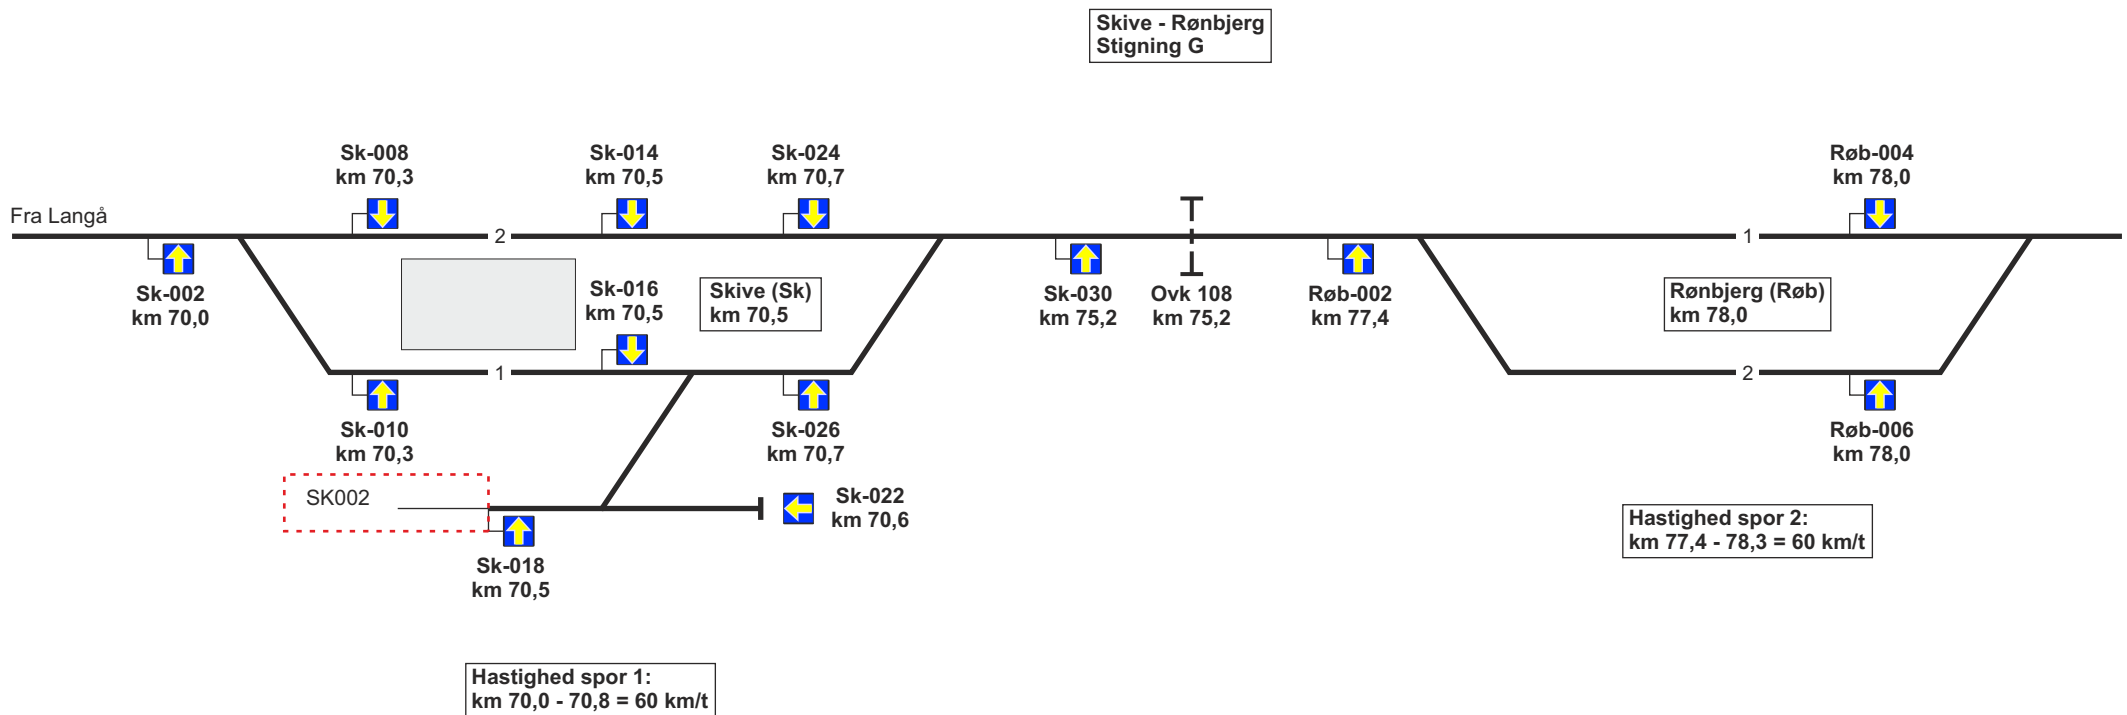 Skive - Rønbjerg
Stigning G
Sk-008
km 70,3
Sk-014
km 70,5
Sk-024
km 70,7
Røb-004
km 78,0
Fra Langå
2
1
Sk-002
km 70,0
Sk-016
km 70,5
Skive (Sk)
km 70,5
Sk-030
km 75,2
Ovk 108
km 75,2
Røb-002
km 77,4
Rønbjerg (Røb)
km 78,0
1
2
Sk-010
km 70,3
Sk-026
km 70,7
Røb-006
km 78,0
SK002
Sk-022
km 70,6
Sk-018
km 70,5
Hastighed spor 2:
km 77,4 - 78,3 = 60 km/t
Hastighed spor 1:
km 70,0 - 70,8 = 60 km/t